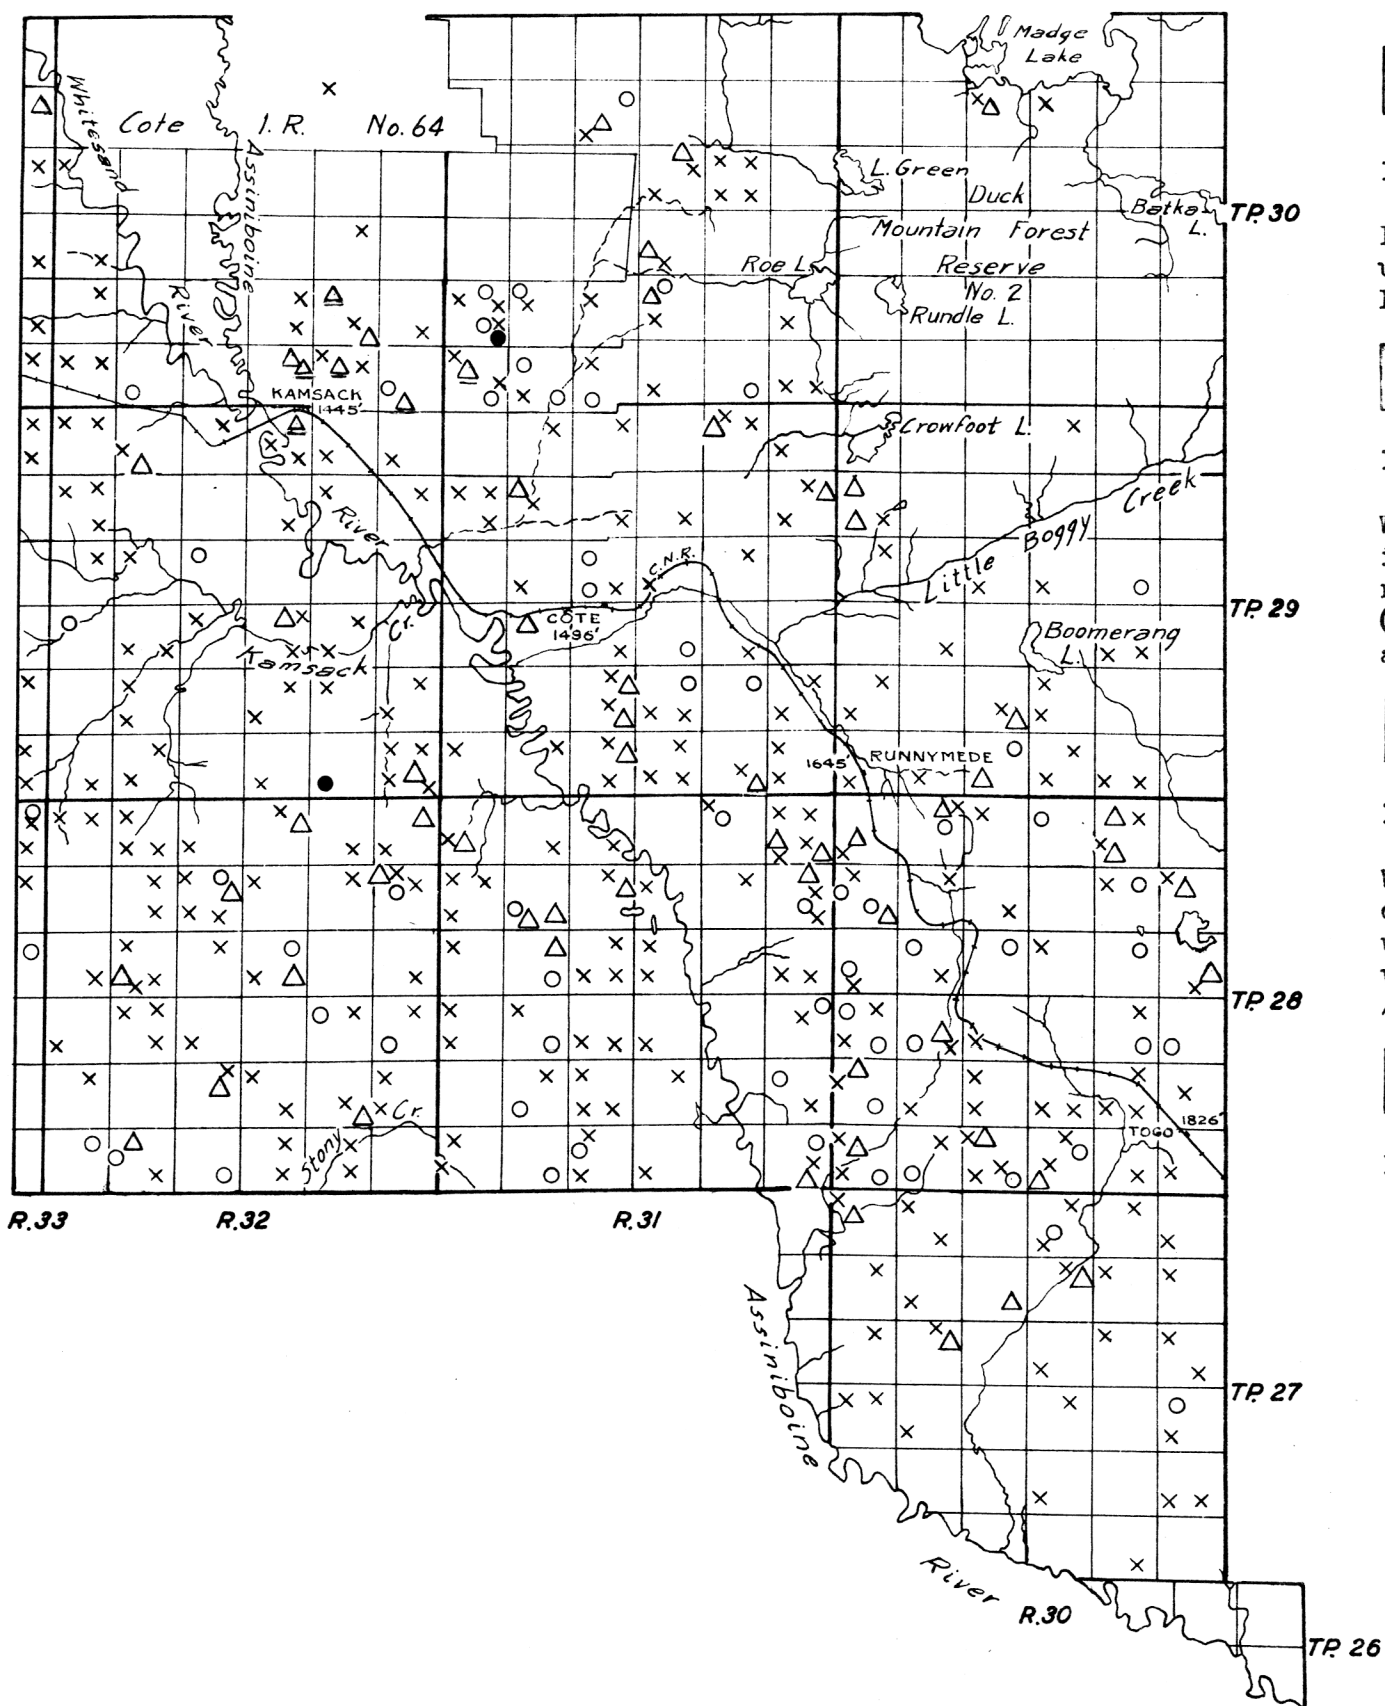 Madge
Lake
Whitesand
River
Cote I. R. No. 64
Assiniboine
L. Green
Duck
Batka
L.
TP. 30
Mountain Forest
Reserve
No. 2
Roe L.
Rundle L.
KAMSACK
1445'
Crowfoot L.
River
Little Boggy Creek
C.N.R.
COTE
1496'
TP. 29
Kamsack Cr.
Boomerang
L.
1645'
RUNNYMEDE
TP. 28
Stony Cr.
TOGO
1826'
R.33
R.32
R.31
Assiniboine
TP. 27
River
R.30
TP. 26